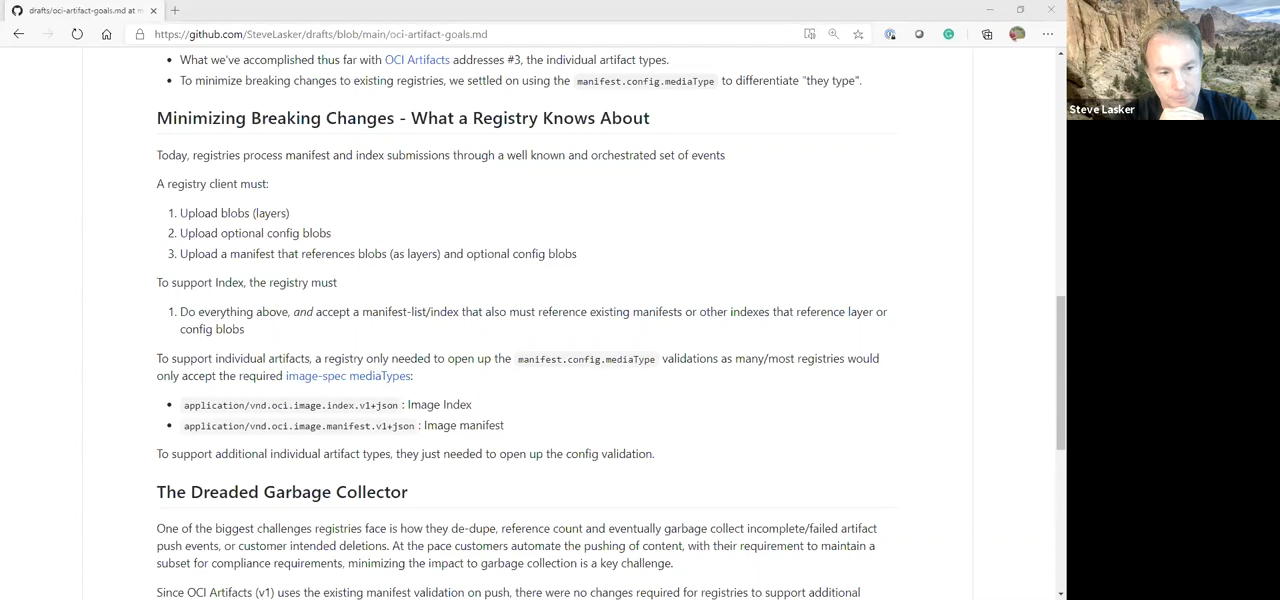 drafts/oci-artifact-goals.md at m
https://github.com/SteveLasker/drafts/blob/main/oci-artifact-goals.md
Steve Lasker
• What we've accomplished thus far with OCI Artifacts addresses #3, the individual artifact types.
• To minimize breaking changes to existing registries, we settled on using the manifest.config.mediaType to differentiate "they type".
Minimizing Breaking Changes - What a Registry Knows About
Today, registries process manifest and index submissions through a well known and orchestrated set of events
A registry client must:
1. Upload blobs (layers)
2. Upload optional config blobs
3. Upload a manifest that references blobs (as layers) and optional config blobs
To support Index, the registry must
1. Do everything above, and accept a manifest-list/index that also must reference existing manifests or other indexes that reference layer or
config blobs
To support individual artifacts, a registry only needed to open up the manifest.config.mediaType validations as many/most registries would
only accept the required image-spec mediaTypes:
• application/vnd.oci.image.index.v1+json : Image Index
• application/vnd.oci.image.manifest.v1+json : Image manifest
To support additional individual artifact types, they just needed to open up the config validation.
The Dreaded Garbage Collector
One of the biggest challenges registries face is how they de-dupe, reference count and eventually garbage collect incomplete/failed artifact
push events, or customer intended deletions. At the pace customers automate the pushing of content, with their requirement to maintain a
subset for compliance requirements, minimizing the impact to garbage collection is a key challenge.
Since OCI Artifacts (v1) uses the existing manifest validation on push, there were no changes required for registries to support additional